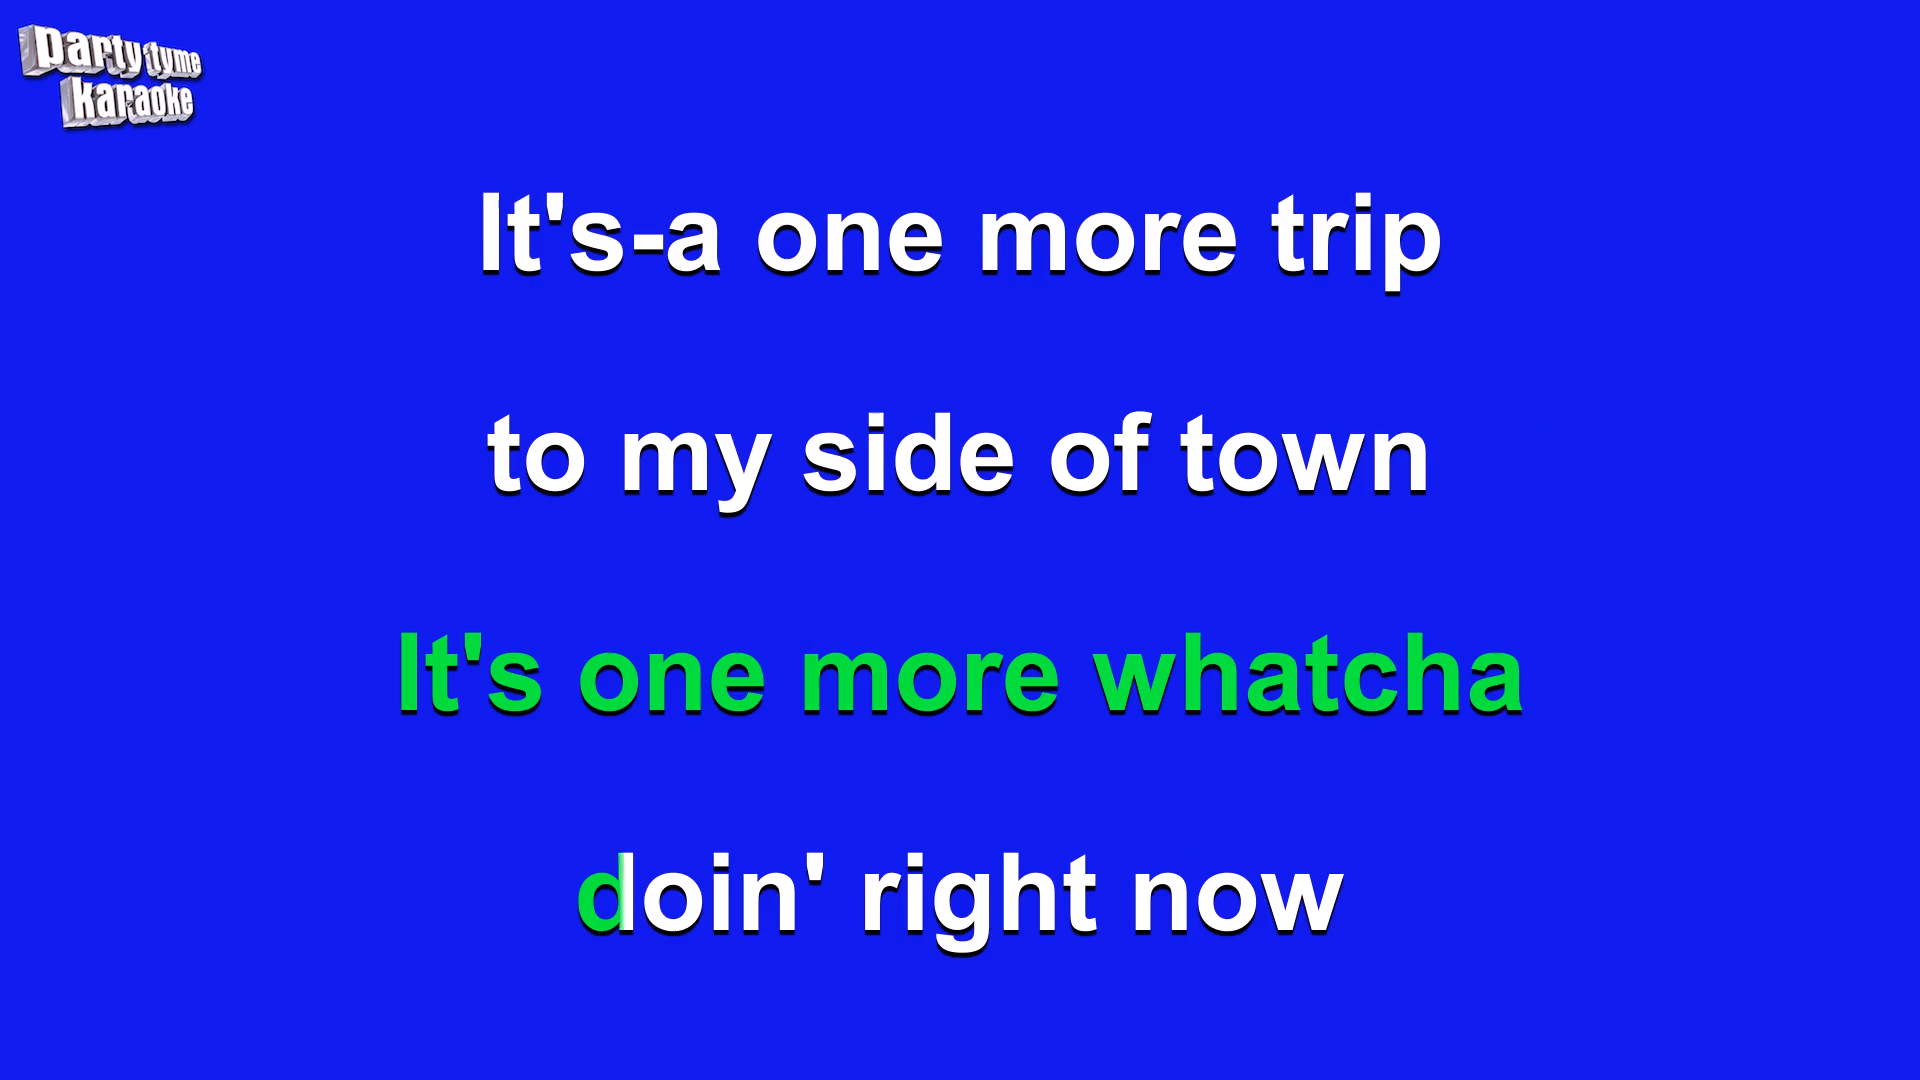 party tyme
karaoke
It's-a one more trip
to my side of town
It's one more whatcha
doin' right now